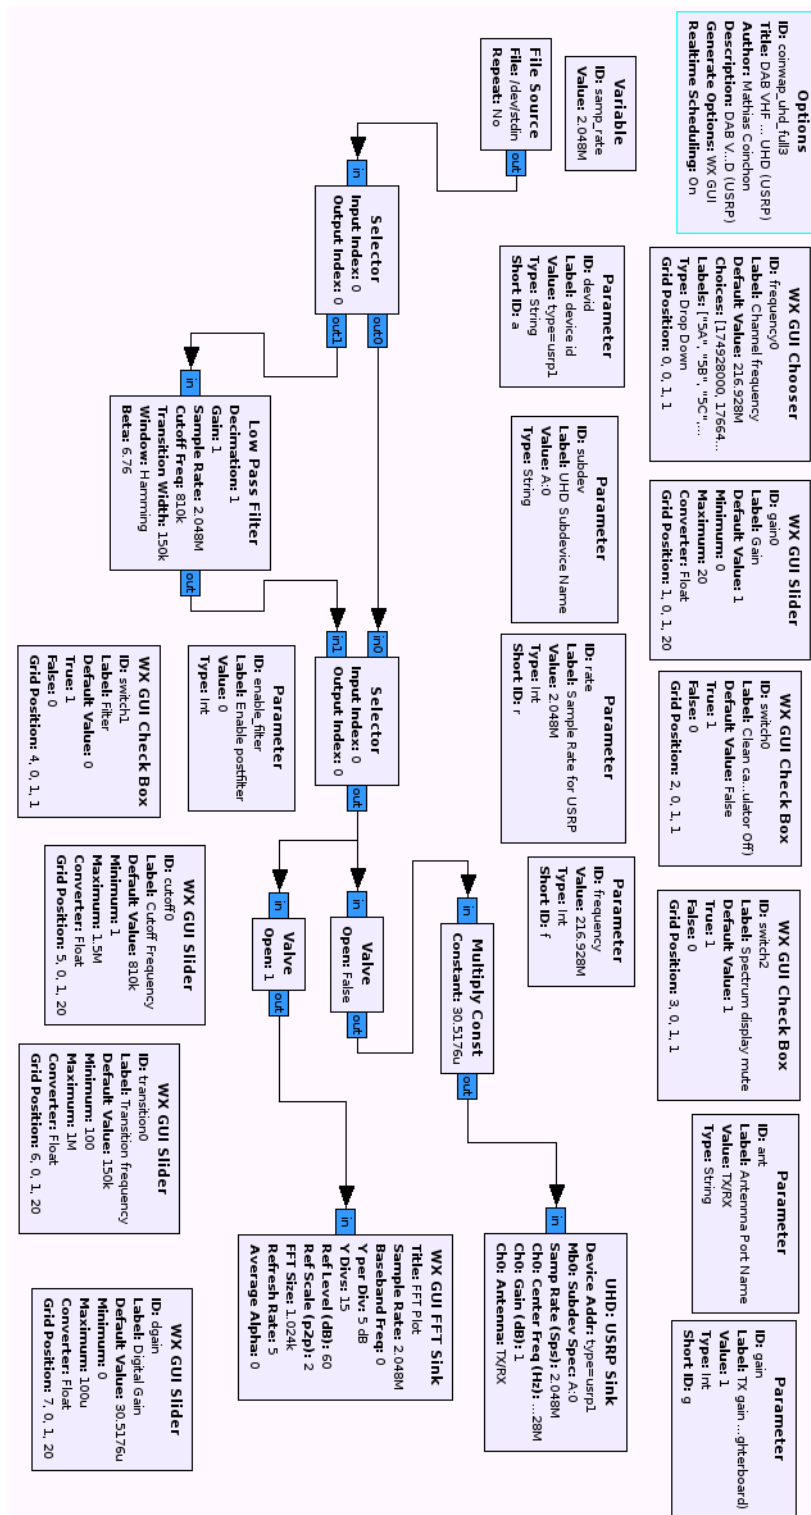 Options
ID: coinwap_uhd_full3
Title: DAB VHF ... UHD (USRP)
Author: Mathias Coinchon
Description: DAB V...D (USRP)
Generate Options: WX GUI
Realtime Scheduling: On
WX GUI Chooser
ID: frequency0
Label: Channel frequency
Default Value: 216.928M
Choices: [174928000, 17664...
Labels: ["5A", "5B", "5C",...
Type: Drop Down
Grid Position: 0, 0, 1, 1
WX GUI Slider
ID: gain0
Label: Gain
Default Value: 1
Minimum: 0
Maximum: 20
Converter: Float
Grid Position: 1, 0, 1, 20
WX GUI Check Box
ID: switch0
Label: Clean ca...ulator Off)
Default Value: False
True: 1
False: 0
Grid Position: 2, 0, 1, 1
WX GUI Check Box
ID: switch2
Label: Spectrum display mute
Default Value: 1
True: 1
False: 0
Grid Position: 3, 0, 1, 1
Parameter
ID: ant
Label: Antennna Port Name
Value: TX/RX
Type: String
Parameter
ID: gain
Label: TX gain ...ghterboard)
Value: 1
Type: Int
Short ID: g
Variable
ID: samp_rate
Value: 2.048M
Parameter
ID: devid
Label: device id
Value: type=usrp1
Type: String
Short ID: a
Parameter
ID: subdev
Label: UHD Subdevice Name
Value: A:0
Type: String
Parameter
ID: rate
Label: Sample Rate for USRP
Value: 2.048M
Type: Int
Short ID: r
Parameter
ID: frequency
Value: 216.928M
Type: Int
Short ID: f
File Source
File: /dev/stdin
Repeat: No
out
in
Selector
Input Index: 0
Output Index: 0
out0
out1
in
Low Pass Filter
Decimation: 1
Gain: 1
Sample Rate: 2.048M
Cutoff Freq: 810k
Transition Width: 150k
Window: Hamming
Beta: 6.76
out
in0
in1
Selector
Input Index: 0
Output Index: 0
out
in
Valve
Open: False
out
in
Valve
Open: 1
out
in
Multiply Const
Constant: 30.5176u
out
in
UHD: USRP Sink
Device Addr: type=usrp1
Mb0: Subdev Spec: A:0
Samp Rate (Sps): 2.048M
Ch0: Center Freq (Hz): ...28M
Ch0: Gain (dB): 1
Ch0: Antenna: TX/RX
in
WX GUI FFT Sink
Title: FFT Plot
Sample Rate: 2.048M
Baseband Freq: 0
Y per Div: 5 dB
Y Divs: 15
Ref Level (dB): 60
Ref Scale (p2p): 2
FFT Size: 1.024k
Refresh Rate: 5
Average Alpha: 0
Parameter
ID: enable_filter
Label: Enable postfilter
Value: 0
Type: Int
WX GUI Check Box
ID: switch1
Label: Filter
Default Value: 0
True: 1
False: 0
Grid Position: 4, 0, 1, 1
WX GUI Slider
ID: cutoff0
Label: Cutoff Frequency
Default Value: 810k
Minimum: 1
Maximum: 1.5M
Converter: Float
Grid Position: 5, 0, 1, 20
WX GUI Slider
ID: transition0
Label: Transition frequency
Default Value: 150k
Minimum: 100
Maximum: 1M
Converter: Float
Grid Position: 6, 0, 1, 20
WX GUI Slider
ID: dgain
Label: Digital Gain
Default Value: 30.5176u
Minimum: 0
Maximum: 100u
Converter: Float
Grid Position: 7, 0, 1, 20